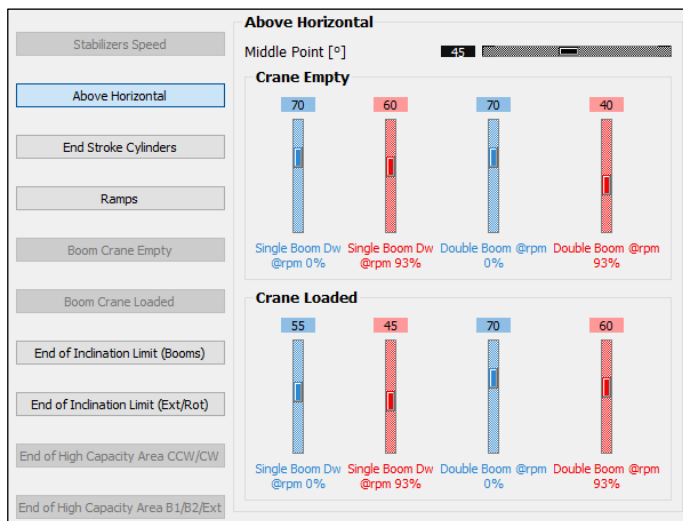 Stabilizers Speed
Above Horizontal
End Stroke Cylinders
Ramps
Boom Crane Empty
Boom Crane Loaded
End of Inclination Limit (Booms)
End of Inclination Limit (Ext/Rot)
End of High Capacity Area CCW/CW
End of High Capacity Area B1/B2/Ext
Above Horizontal
Middle Point [°] 45
Crane Empty
70 60 70 40
Single Boom Dw Single Boom Dw Double Boom @rpm Double Boom @rpm
@rpm 0% @rpm 93% 0% 93%
Crane Loaded
55 45 70 60
Single Boom Dw Single Boom Dw Double Boom @rpm Double Boom @rpm
@rpm 0% @rpm 93% 0% 93%